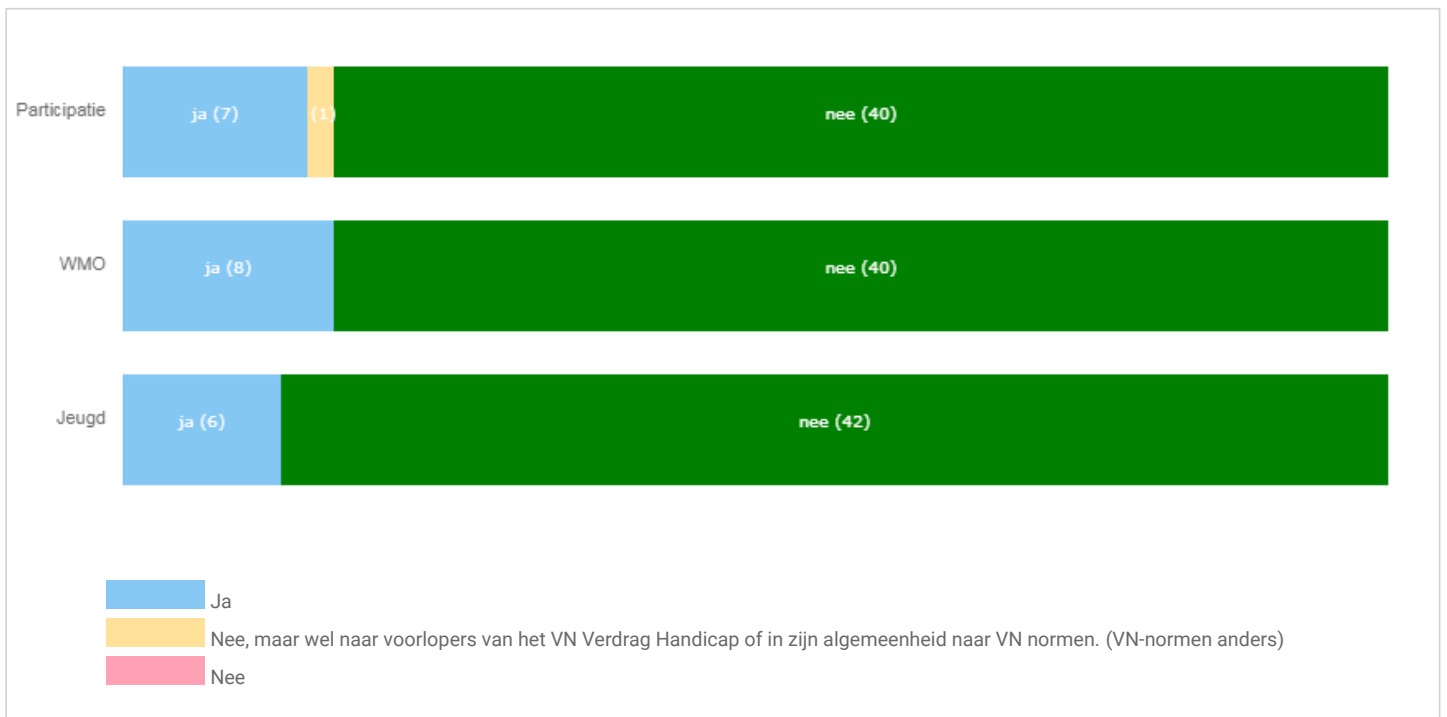 Participatie
ja (7)
(1)
nee (40)
WMO
ja (8)
nee (40)
Jeugd
ja (6)
nee (42)
Ja
Nee, maar wel naar voorlopers van het VN Verdrag Handicap of in zijn algemeenheid naar VN normen. (VN-normen anders)
Nee